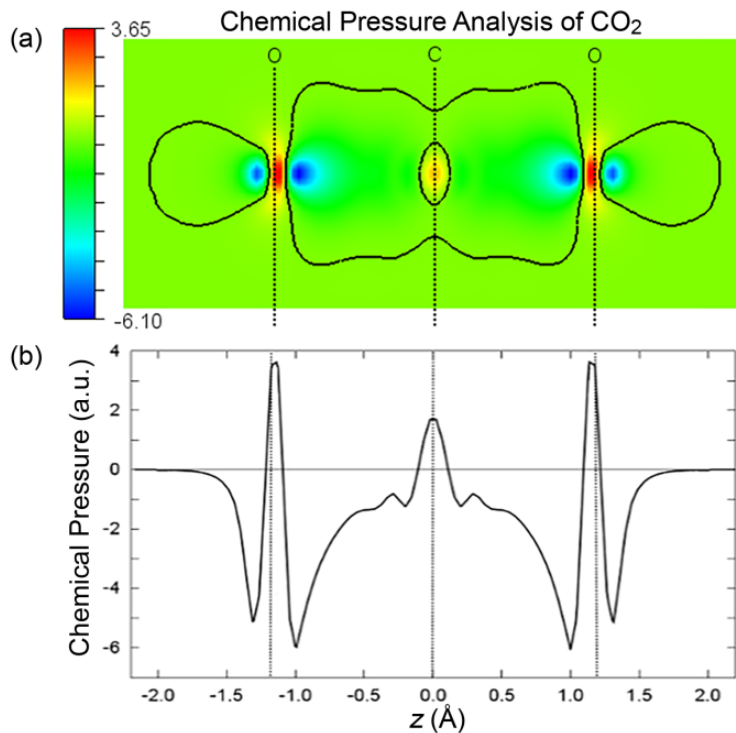 Chemical Pressure Analysis of CO₂
(a)
3.65
-6.10
O C O
(b)
Chemical Pressure (a.u.)
4
2
0
-2
-4
-6
-2.0 -1.5 -1.0 -0.5 0.0 0.5 1.0 1.5 2.0
z (Å)